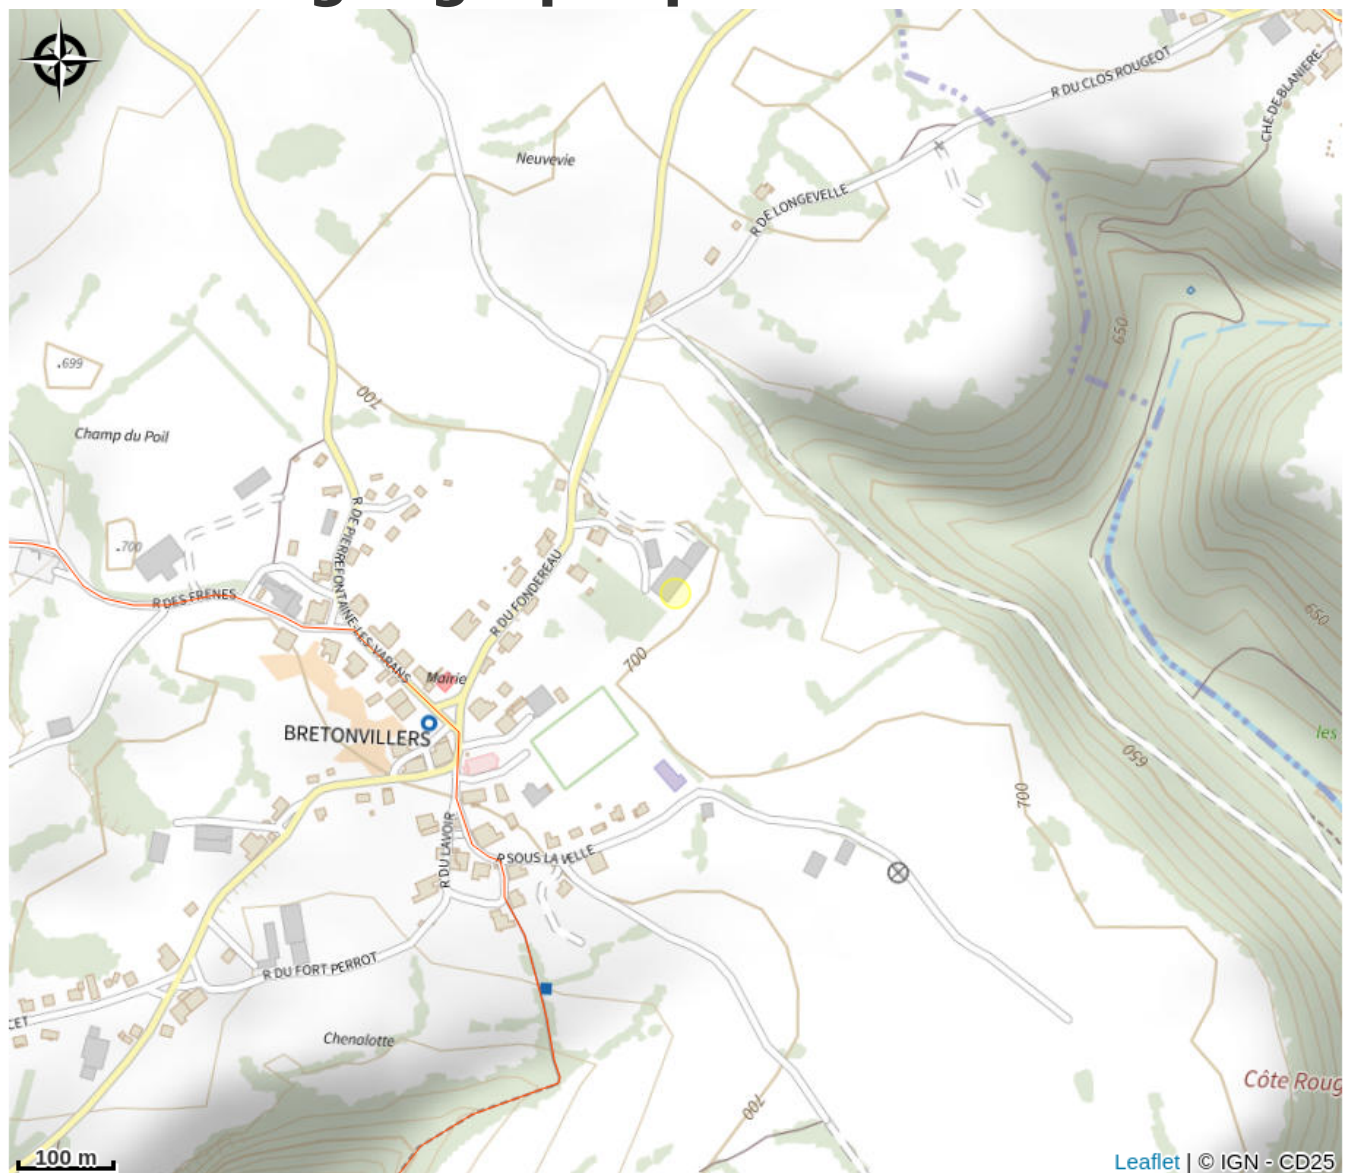 R DU CLOS ROUGEOT
CHE DE BLANIERE
Neuvevie
R DE LONGEVELLE
650
.699
700
Champ du Poil
R DE PIERREFONTAINE-LES-VARANS
.700
R DU FONDEREAU
R DES FRENES
650
700
Mairie
BRETONVILLERS
les
650
700
R DU LAVOIR
R SOUS LA VELLE
R DU FORT PERROT
CET
Chenalotte
Côte Roug
700
100 m
Leaflet | © IGN - CD25